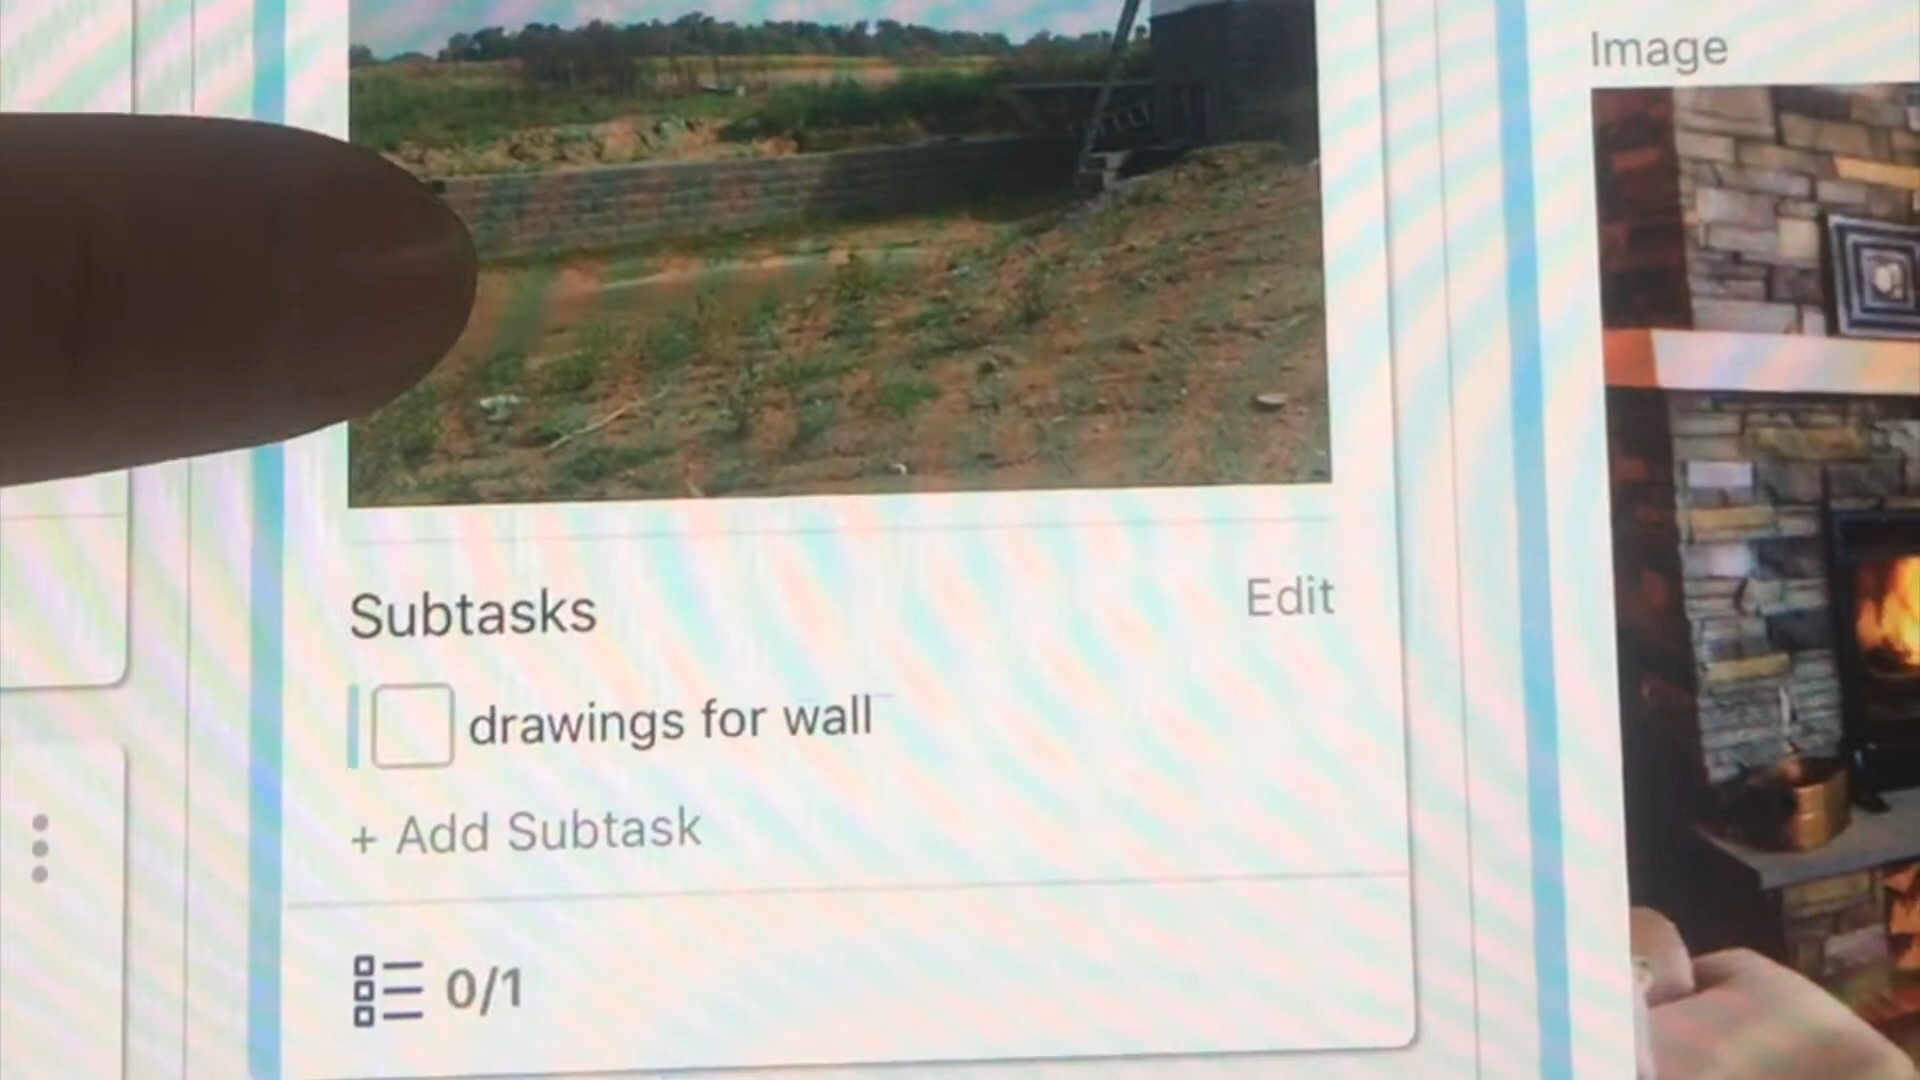 Image
Subtasks
Edit
drawings for wall
+ Add Subtask
0/1